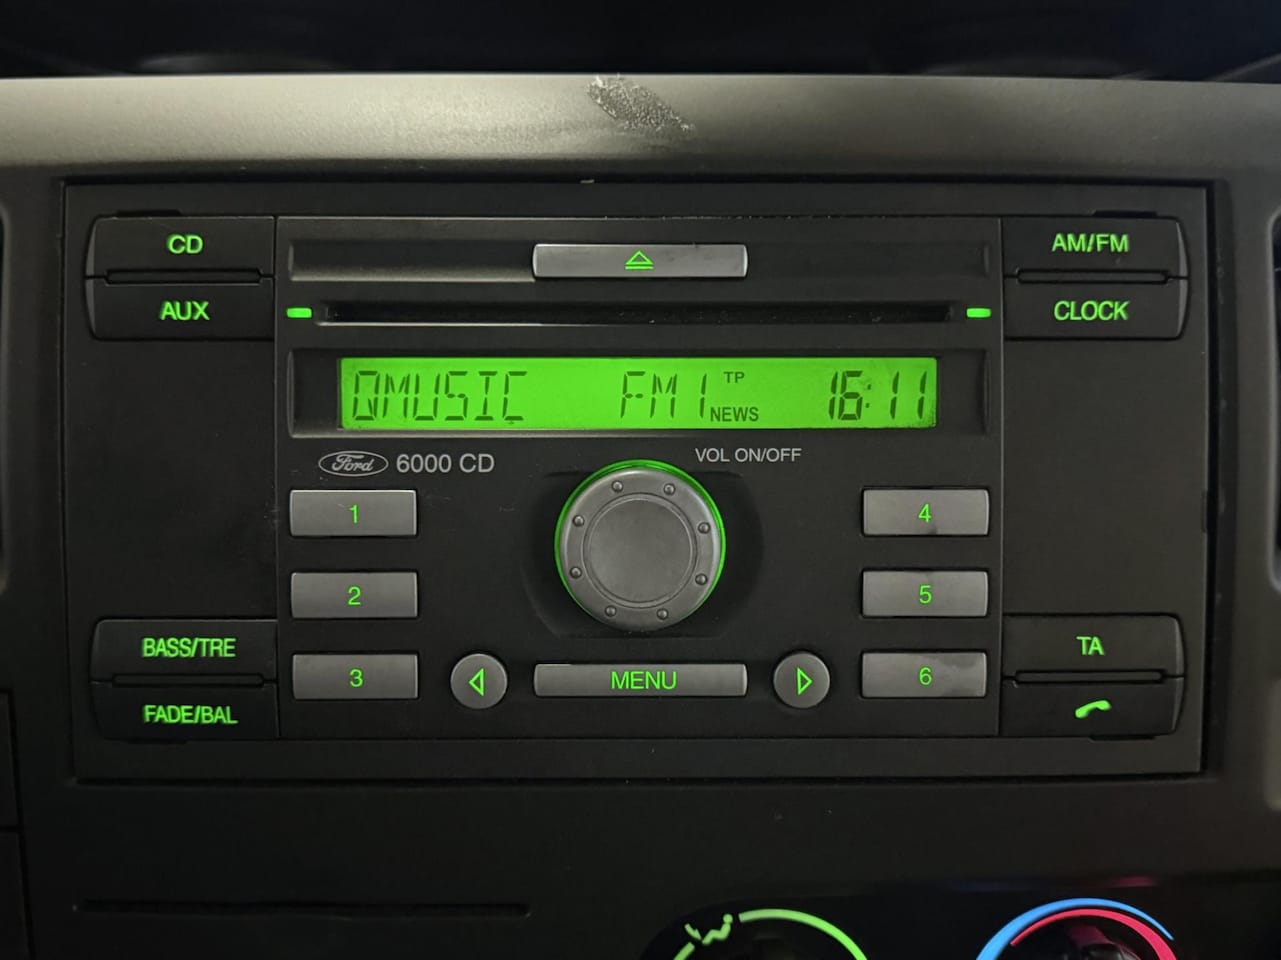 CD
AM/FM
AUX
CLOCK
QMUSIC FM1 TP NEWS 16:11
Ford 6000 CD
VOL ON/OFF
1
4
2
5
BASS/TRE
TA
3
MENU
6
FADE/BAL